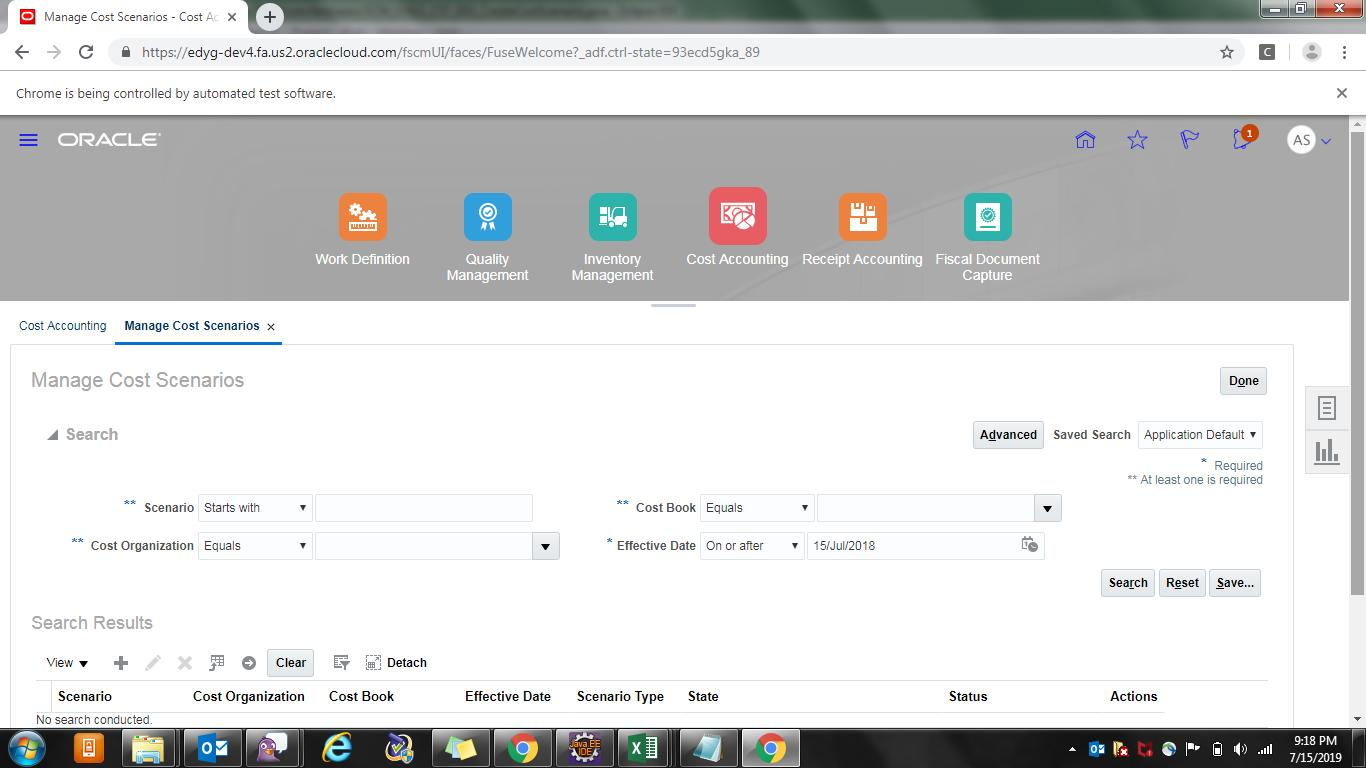 Manage Cost Scenarios - Cost Ac
https://edyg-dev4.fa.us2.oraclecloud.com/fscmUI/faces/FuseWelcome?_adf.ctrl-state=93ecd5gka_89
C
Chrome is being controlled by automated test software.
ORACLE
1
AS
Work Definition
Quality Management
Inventory Management
Cost Accounting
Receipt Accounting
Fiscal Document Capture
Cost Accounting Manage Cost Scenarios
Manage Cost Scenarios
Done
Search
Advanced Saved Search Application Default
* Required
** At least one is required
** Scenario Starts with
** Cost Book Equals
** Cost Organization Equals
* Effective Date On or after 15/Jul/2018
Search Reset Save...
Search Results
View Clear Detach
Scenario Cost Organization Cost Book Effective Date Scenario Type State Status Actions
No search conducted.
Java EE
IDE
9:18 PM
7/15/2019